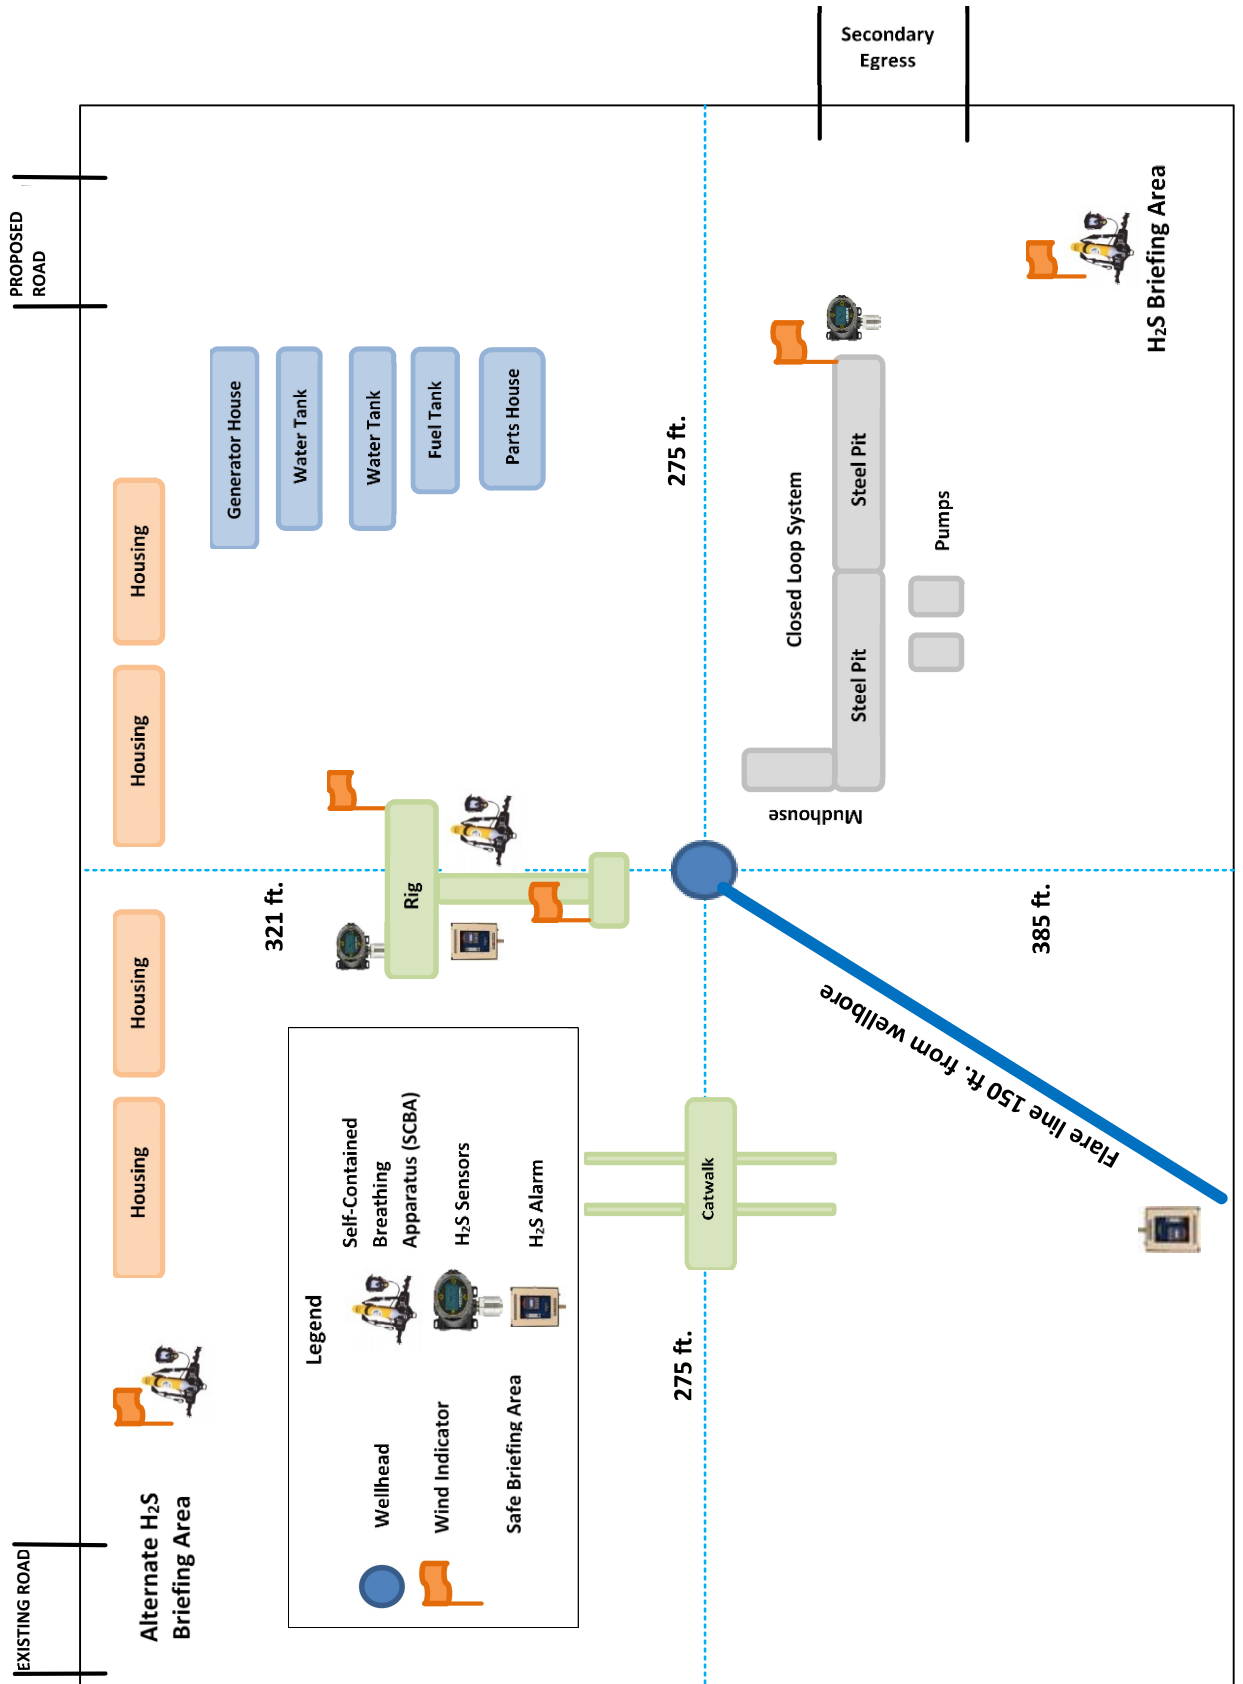 Secondary
Egress
PROPOSED
ROAD
H₂S Briefing Area
Generator House
Water Tank
Water Tank
Fuel Tank
Parts House
275 ft.
Closed Loop System
Steel Pit
Steel Pit
Pumps
Mudhouse
Housing
Housing
Housing
Housing
Rig
321 ft.
385 ft.
Flare line 150 ft. from wellbore
Catwalk
275 ft.
Legend
Wellhead
Wind Indicator
Safe Briefing Area
Self-Contained
Breathing
Apparatus (SCBA)
H₂S Sensors
H₂S Alarm
Alternate H₂S
Briefing Area
EXISTING ROAD